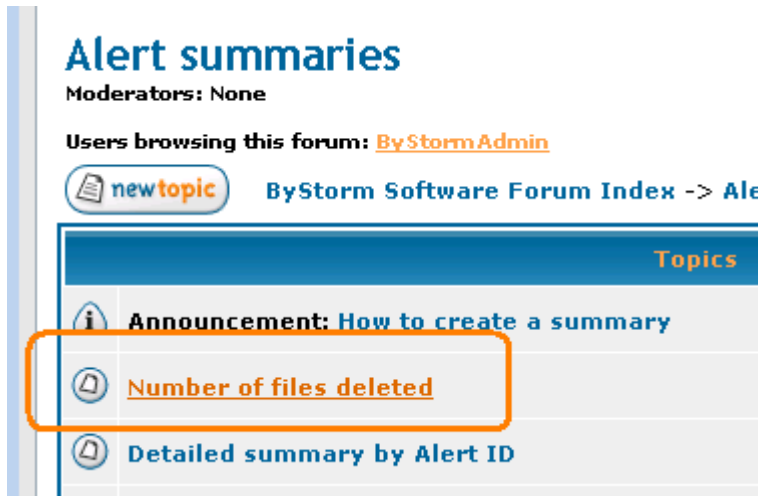 Alert summaries
Moderators: None
Users browsing this forum: ByStormAdmin
newtopic ByStorm Software Forum Index -> Ale
Topics
i Announcement: How to create a summary
Number of files deleted
Detailed summary by Alert ID